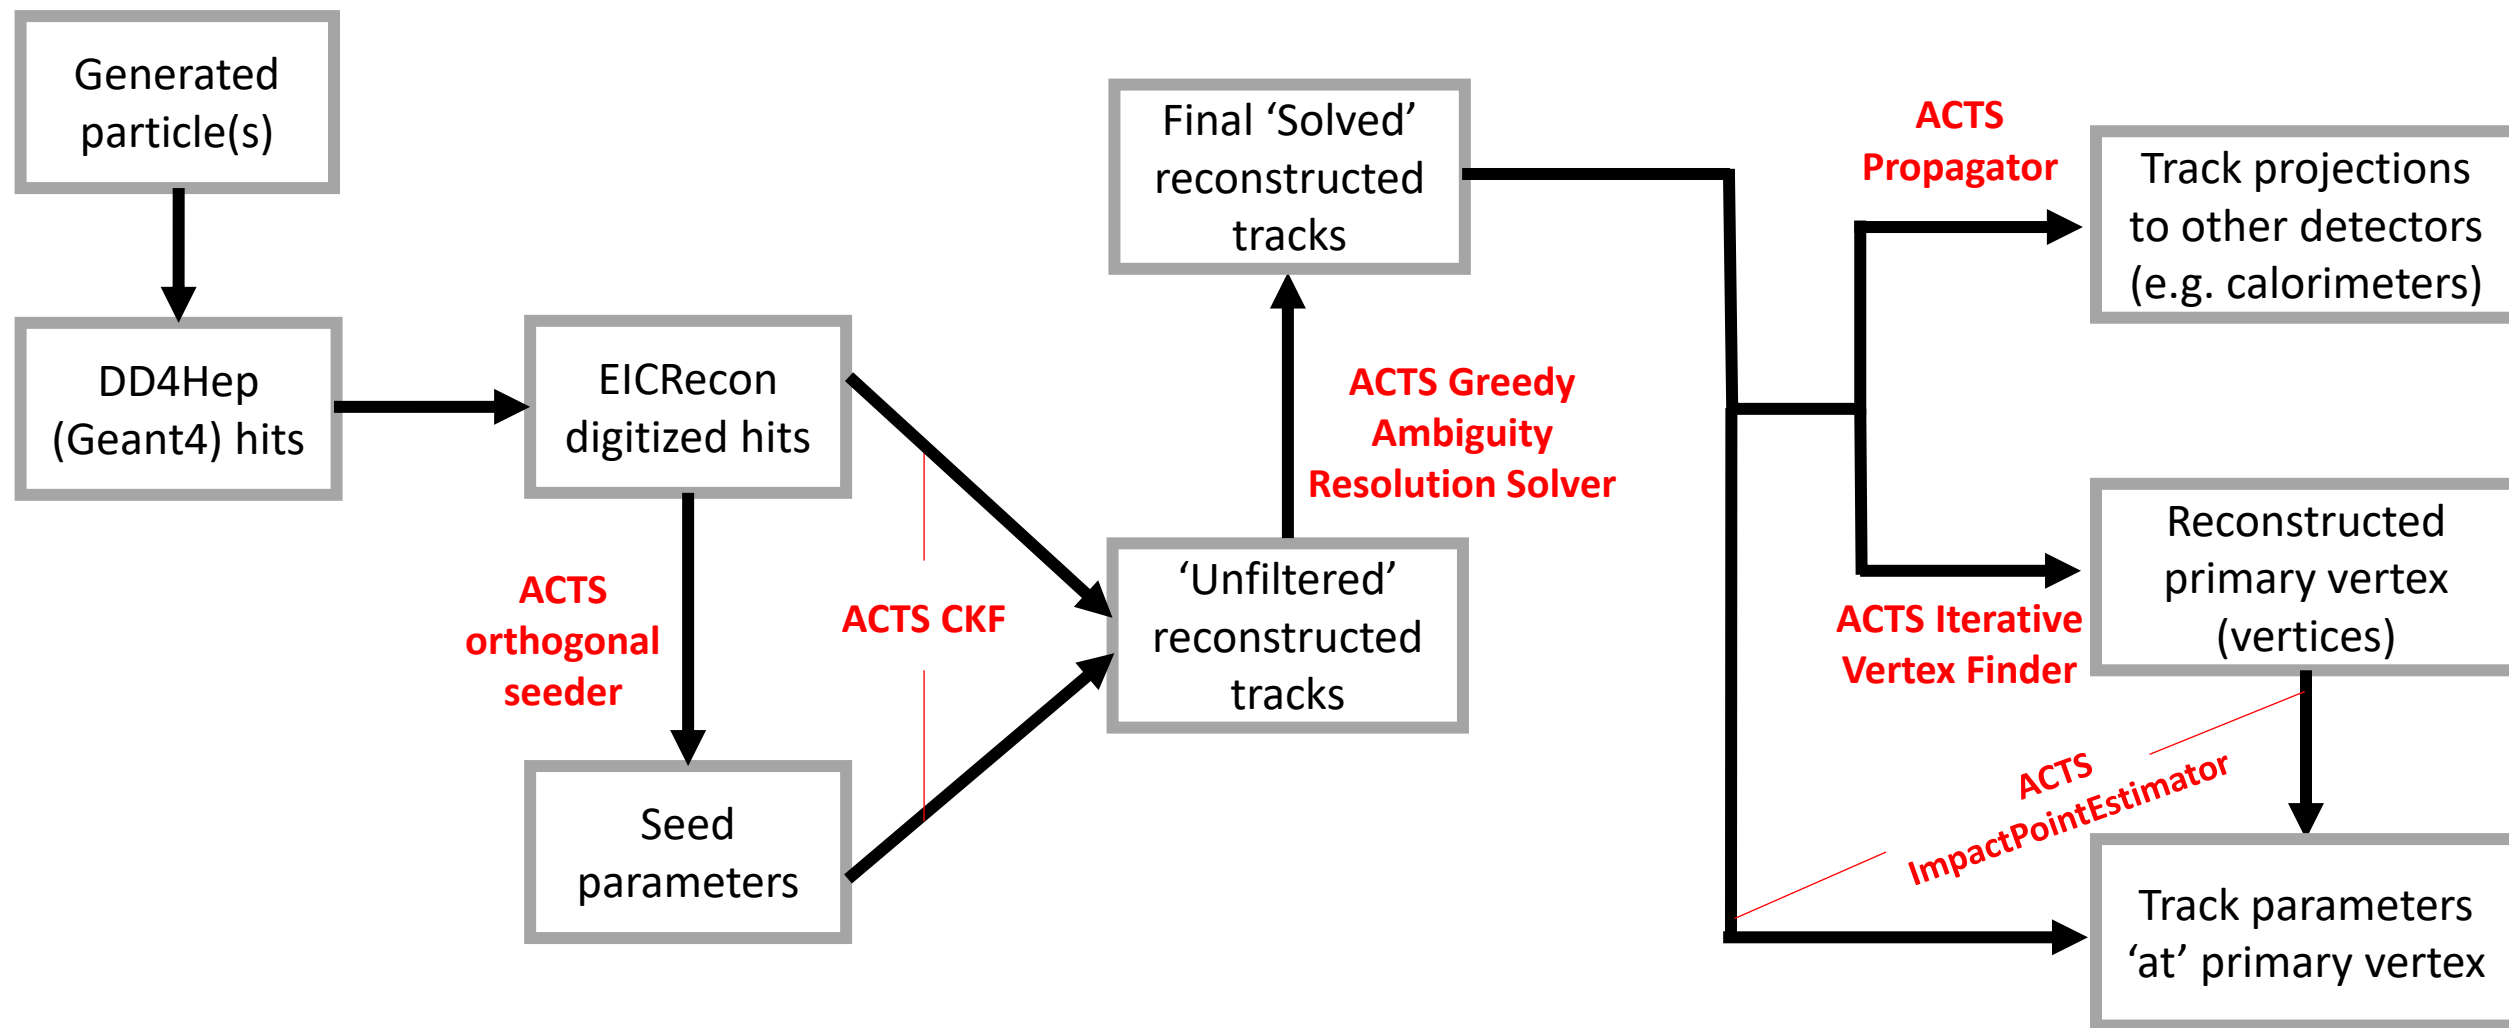 Generated
particle(s)
DD4Hep
(Geant4) hits
EICRecon
digitized hits
ACTS
orthogonal
seeder
Seed
parameters
ACTS CKF
‘Unfiltered’
reconstructed
tracks
ACTS Greedy
Ambiguity
Resolution Solver
Final ‘Solved’
reconstructed
tracks
ACTS
Propagator
Track projections
to other detectors
(e.g. calorimeters)
ACTS Iterative
Vertex Finder
Reconstructed
primary vertex
(vertices)
ACTS
ImpactPointEstimator
Track parameters
‘at’ primary vertex